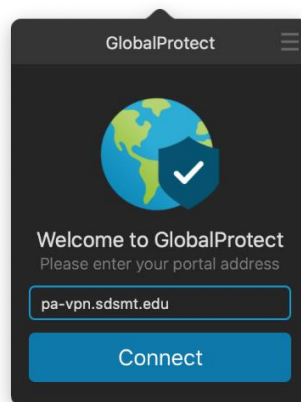 GlobalProtect
Welcome to GlobalProtect
Please enter your portal address
pa-vpn.sdsmt.edu
Connect